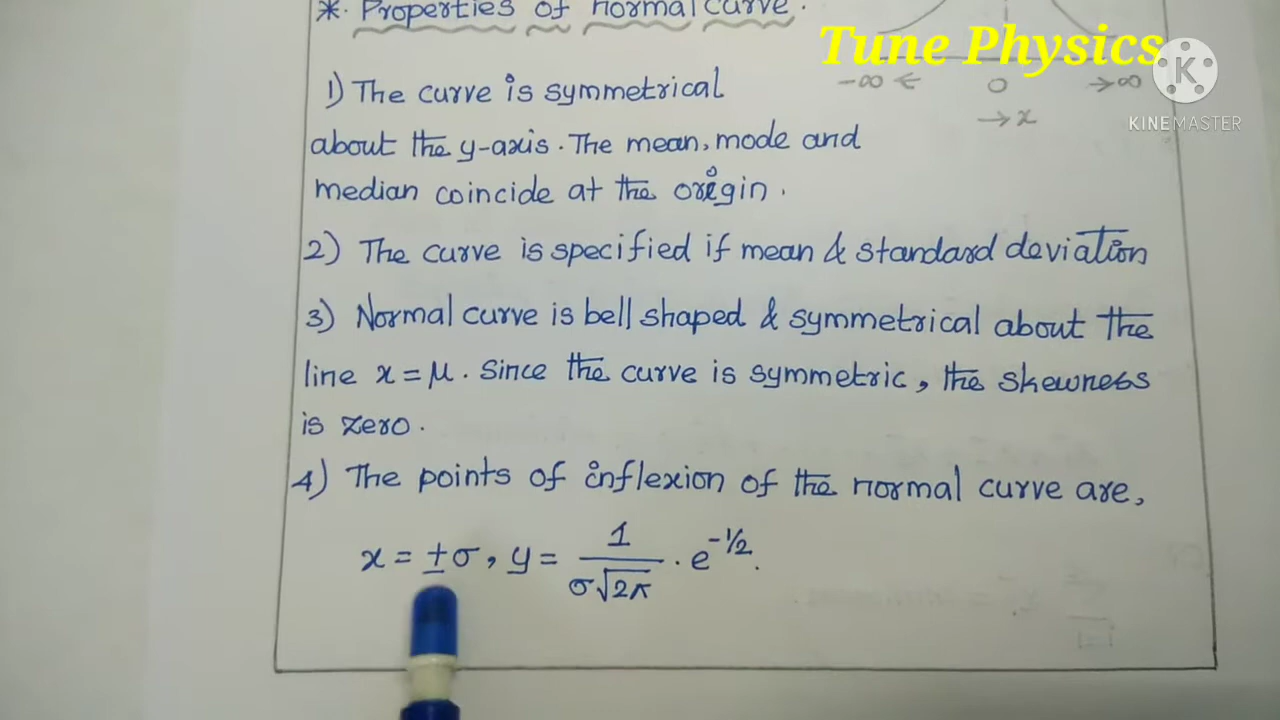 *. Properties of normal curve.
Tune Physics
-∞ ← 0 →∞
→ x
K
KINEMASTER
1) The curve is symmetrical
about the y-axis. The mean, mode and
median coincide at the origin.
2) The curve is specified if mean & standard deviation
3) Normal curve is bell shaped & symmetrical about the
line x = μ. Since the curve is symmetric, the skewness
is zero.
4) The points of inflexion of the normal curve are,
x = ±σ, y = 1/(σ√2π) · e^-1/2.